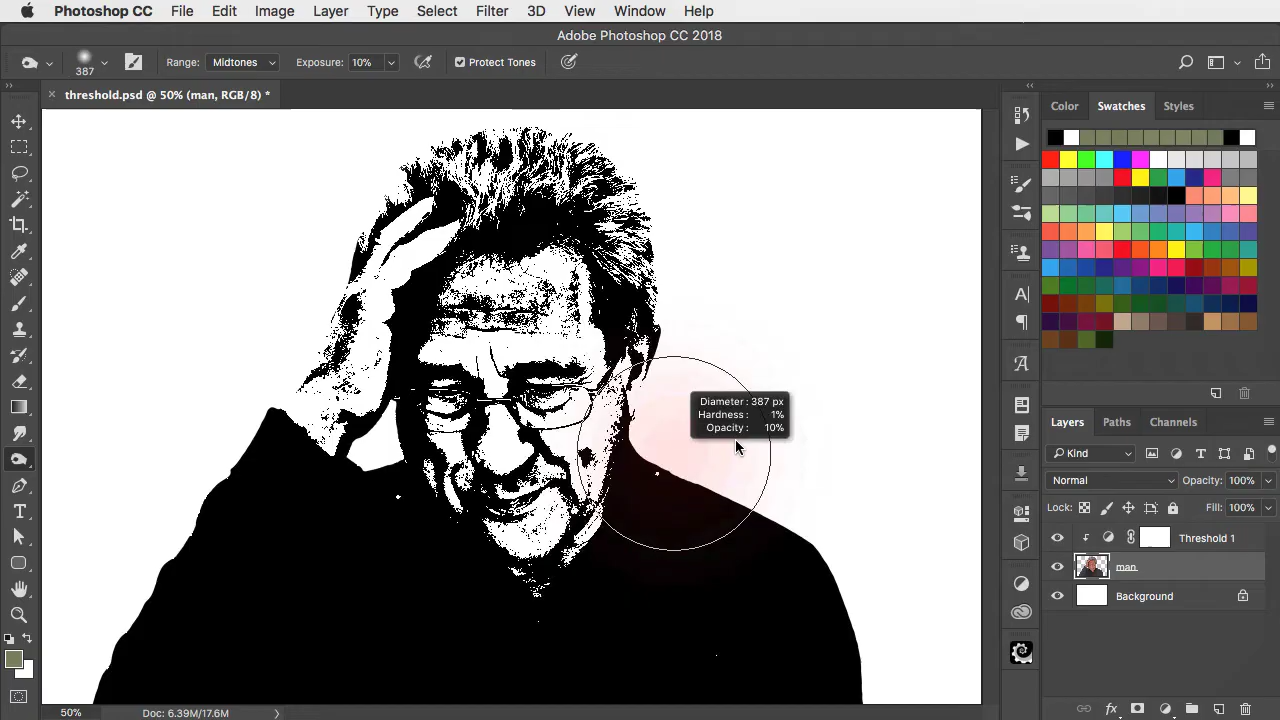 Photoshop CC File Edit Image Layer Type Select Filter 3D View Window Help
Adobe Photoshop CC 2018
387 Range: Midtones Exposure: 10% Protect Tones
× threshold.psd @ 50% (man, RGB/8) *
Color Swatches Styles
Diameter : 387 px
Hardness : 1%
Opacity : 10%
Layers Paths Channels
Kind
Normal Opacity: 100%
Lock: Fill: 100%
Threshold 1
man
Background
50% Doc: 6.39M/17.6M